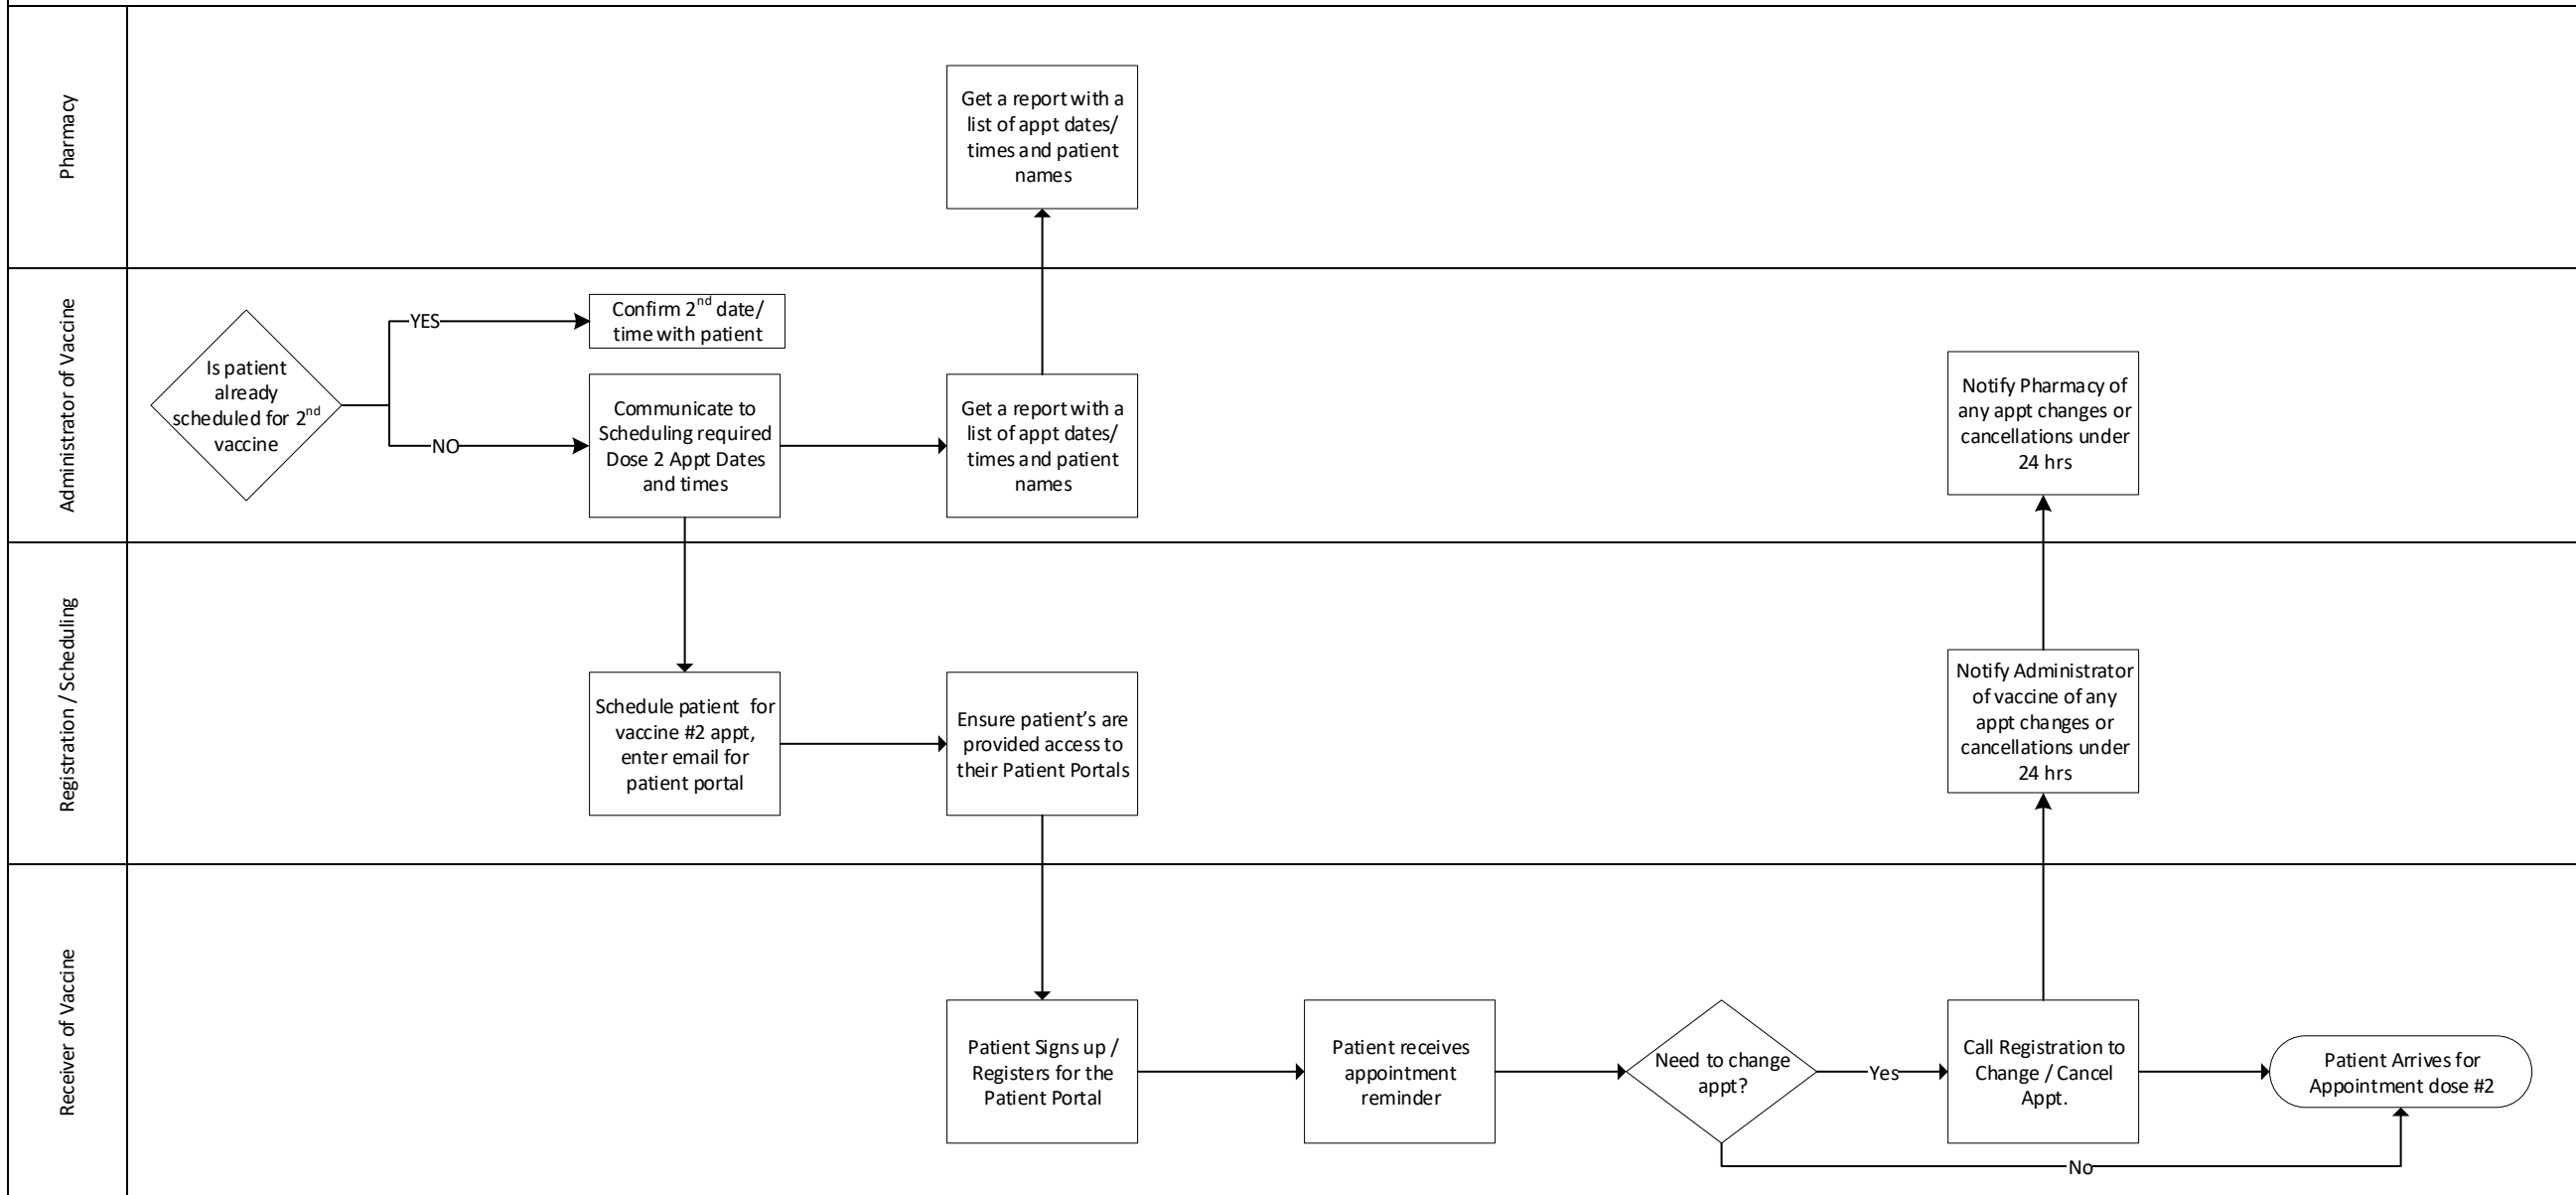 Pharmacy
Get a report with a
list of appt dates/
times and patient
names
Administrator of Vaccine
Is patient
already
scheduled for 2nd
vaccine
YES
NO
Confirm 2nd date/
time with patient
Communicate to
Scheduling required
Dose 2 Appt Dates
and times
Get a report with a
list of appt dates/
times and patient
names
Notify Pharmacy of
any appt changes or
cancellations under
24 hrs
Registration / Scheduling
Schedule patient for
vaccine #2 appt,
enter email for
patient portal
Ensure patient’s are
provided access to
their Patient Portals
Notify Administrator
of vaccine of any
appt changes or
cancellations under
24 hrs
Receiver of Vaccine
Patient Signs up /
Registers for the
Patient Portal
Patient receives
appointment
reminder
Need to change
appt?
Yes
Call Registration to
Change / Cancel
Appt.
Patient Arrives for
Appointment dose #2
No